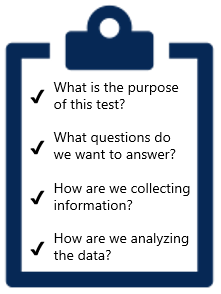 What is the purpose
of this test?
What questions do
we want to answer?
How are we collecting
information?
How are we analyzing
the data?